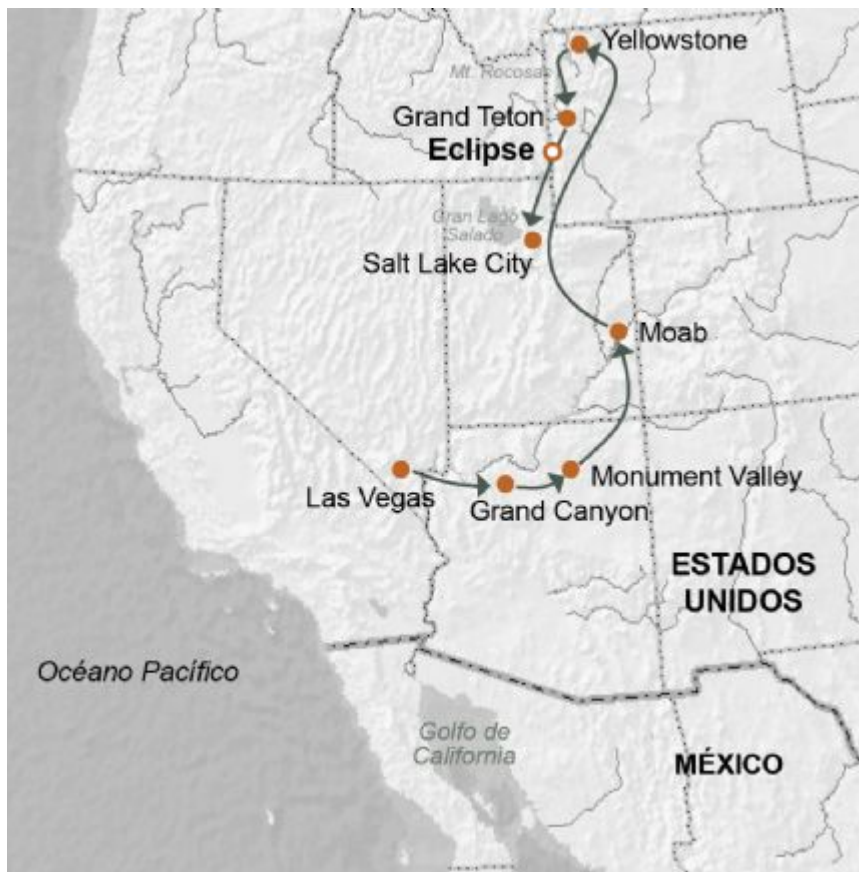 Yellowstone
Mt. Rocosas
Grand Teton
Eclipse
Gran Lago
Salado
Salt Lake City
Moab
Las Vegas
Grand Canyon
Monument Valley
ESTADOS
UNIDOS
Océano Pacífico
Golfo de
California
MÉXICO